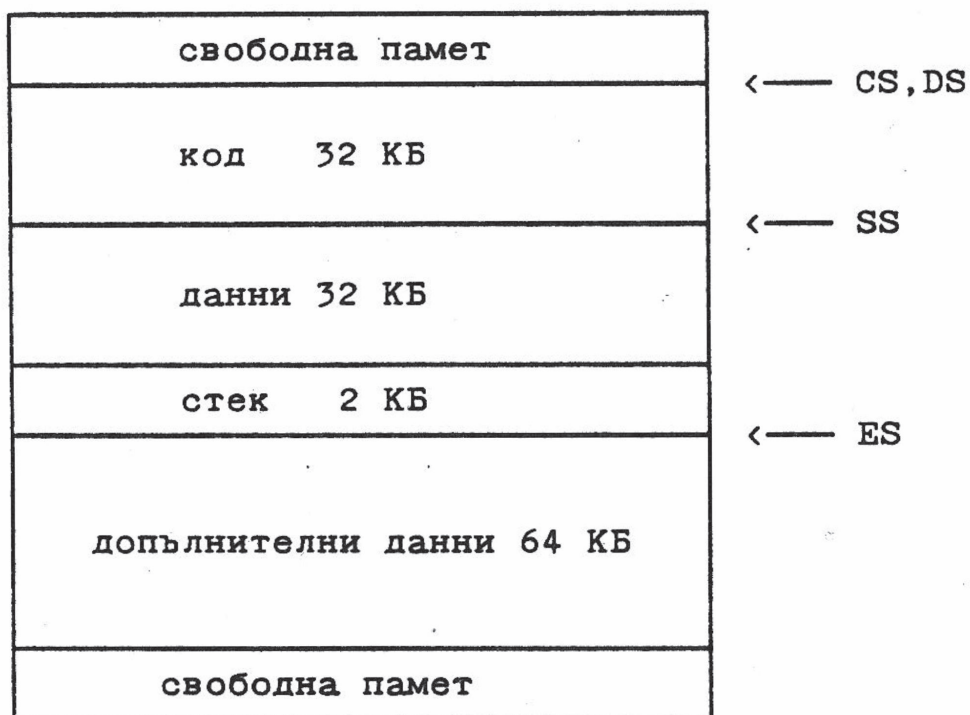 свободна памет
<—— CS,DS
код 32 КБ
<—— SS
данни 32 КБ
стек 2 КБ
<—— ES
допълнителни данни 64 КБ
свободна памет